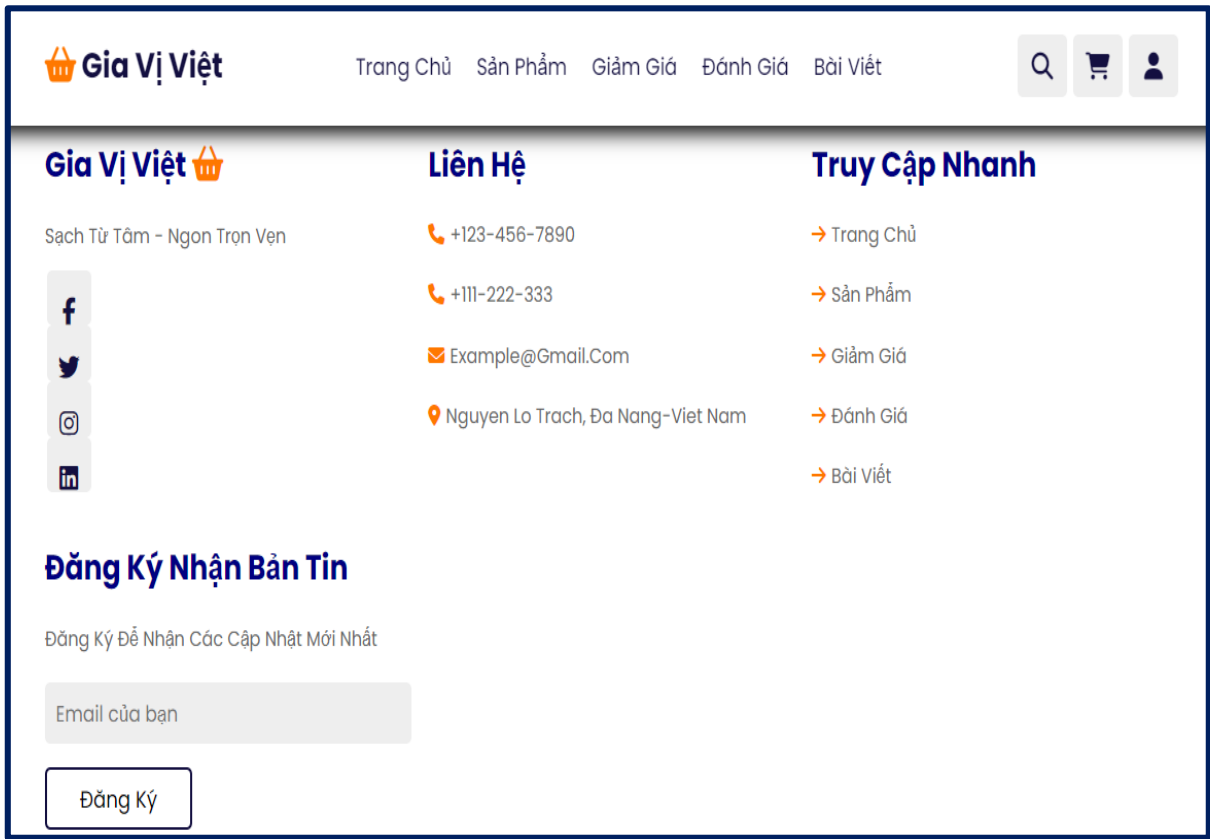 Gia Vị Việt
Trang Chủ Sản Phẩm Giảm Giá Đánh Giá Bài Viết
Gia Vị Việt
Sạch Từ Tâm - Ngon Trọn Vẹn
Liên Hệ
+123-456-7890
+111-222-333
Example@Gmail.Com
Nguyen Lo Trach, Đa Nang-Viet Nam
Truy Cập Nhanh
Trang Chủ
Sản Phẩm
Giảm Giá
Đánh Giá
Bài Viết
Đăng Ký Nhận Bản Tin
Đăng Ký Để Nhận Các Cập Nhật Mới Nhất
Email của bạn
Đăng Ký